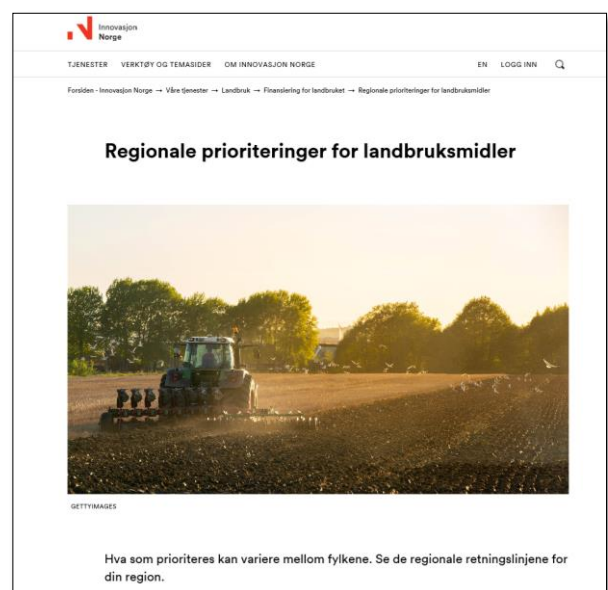 Innovasjon
Norge
TJENESTER VERKTØY OG TEMASIDER OM INNOVASJON NORGE EN LOGG INN
Forsiden - Innovasjon Norge → Våre tjenester → Landbruk → Finansiering for landbruket → Regionale prioriteringer for landbruksmidler
Regionale prioriteringer for landbruksmidler
GETTYIMAGES
Hva som prioriteres kan variere mellom fylkene. Se de regionale retningslinjene for
din region.